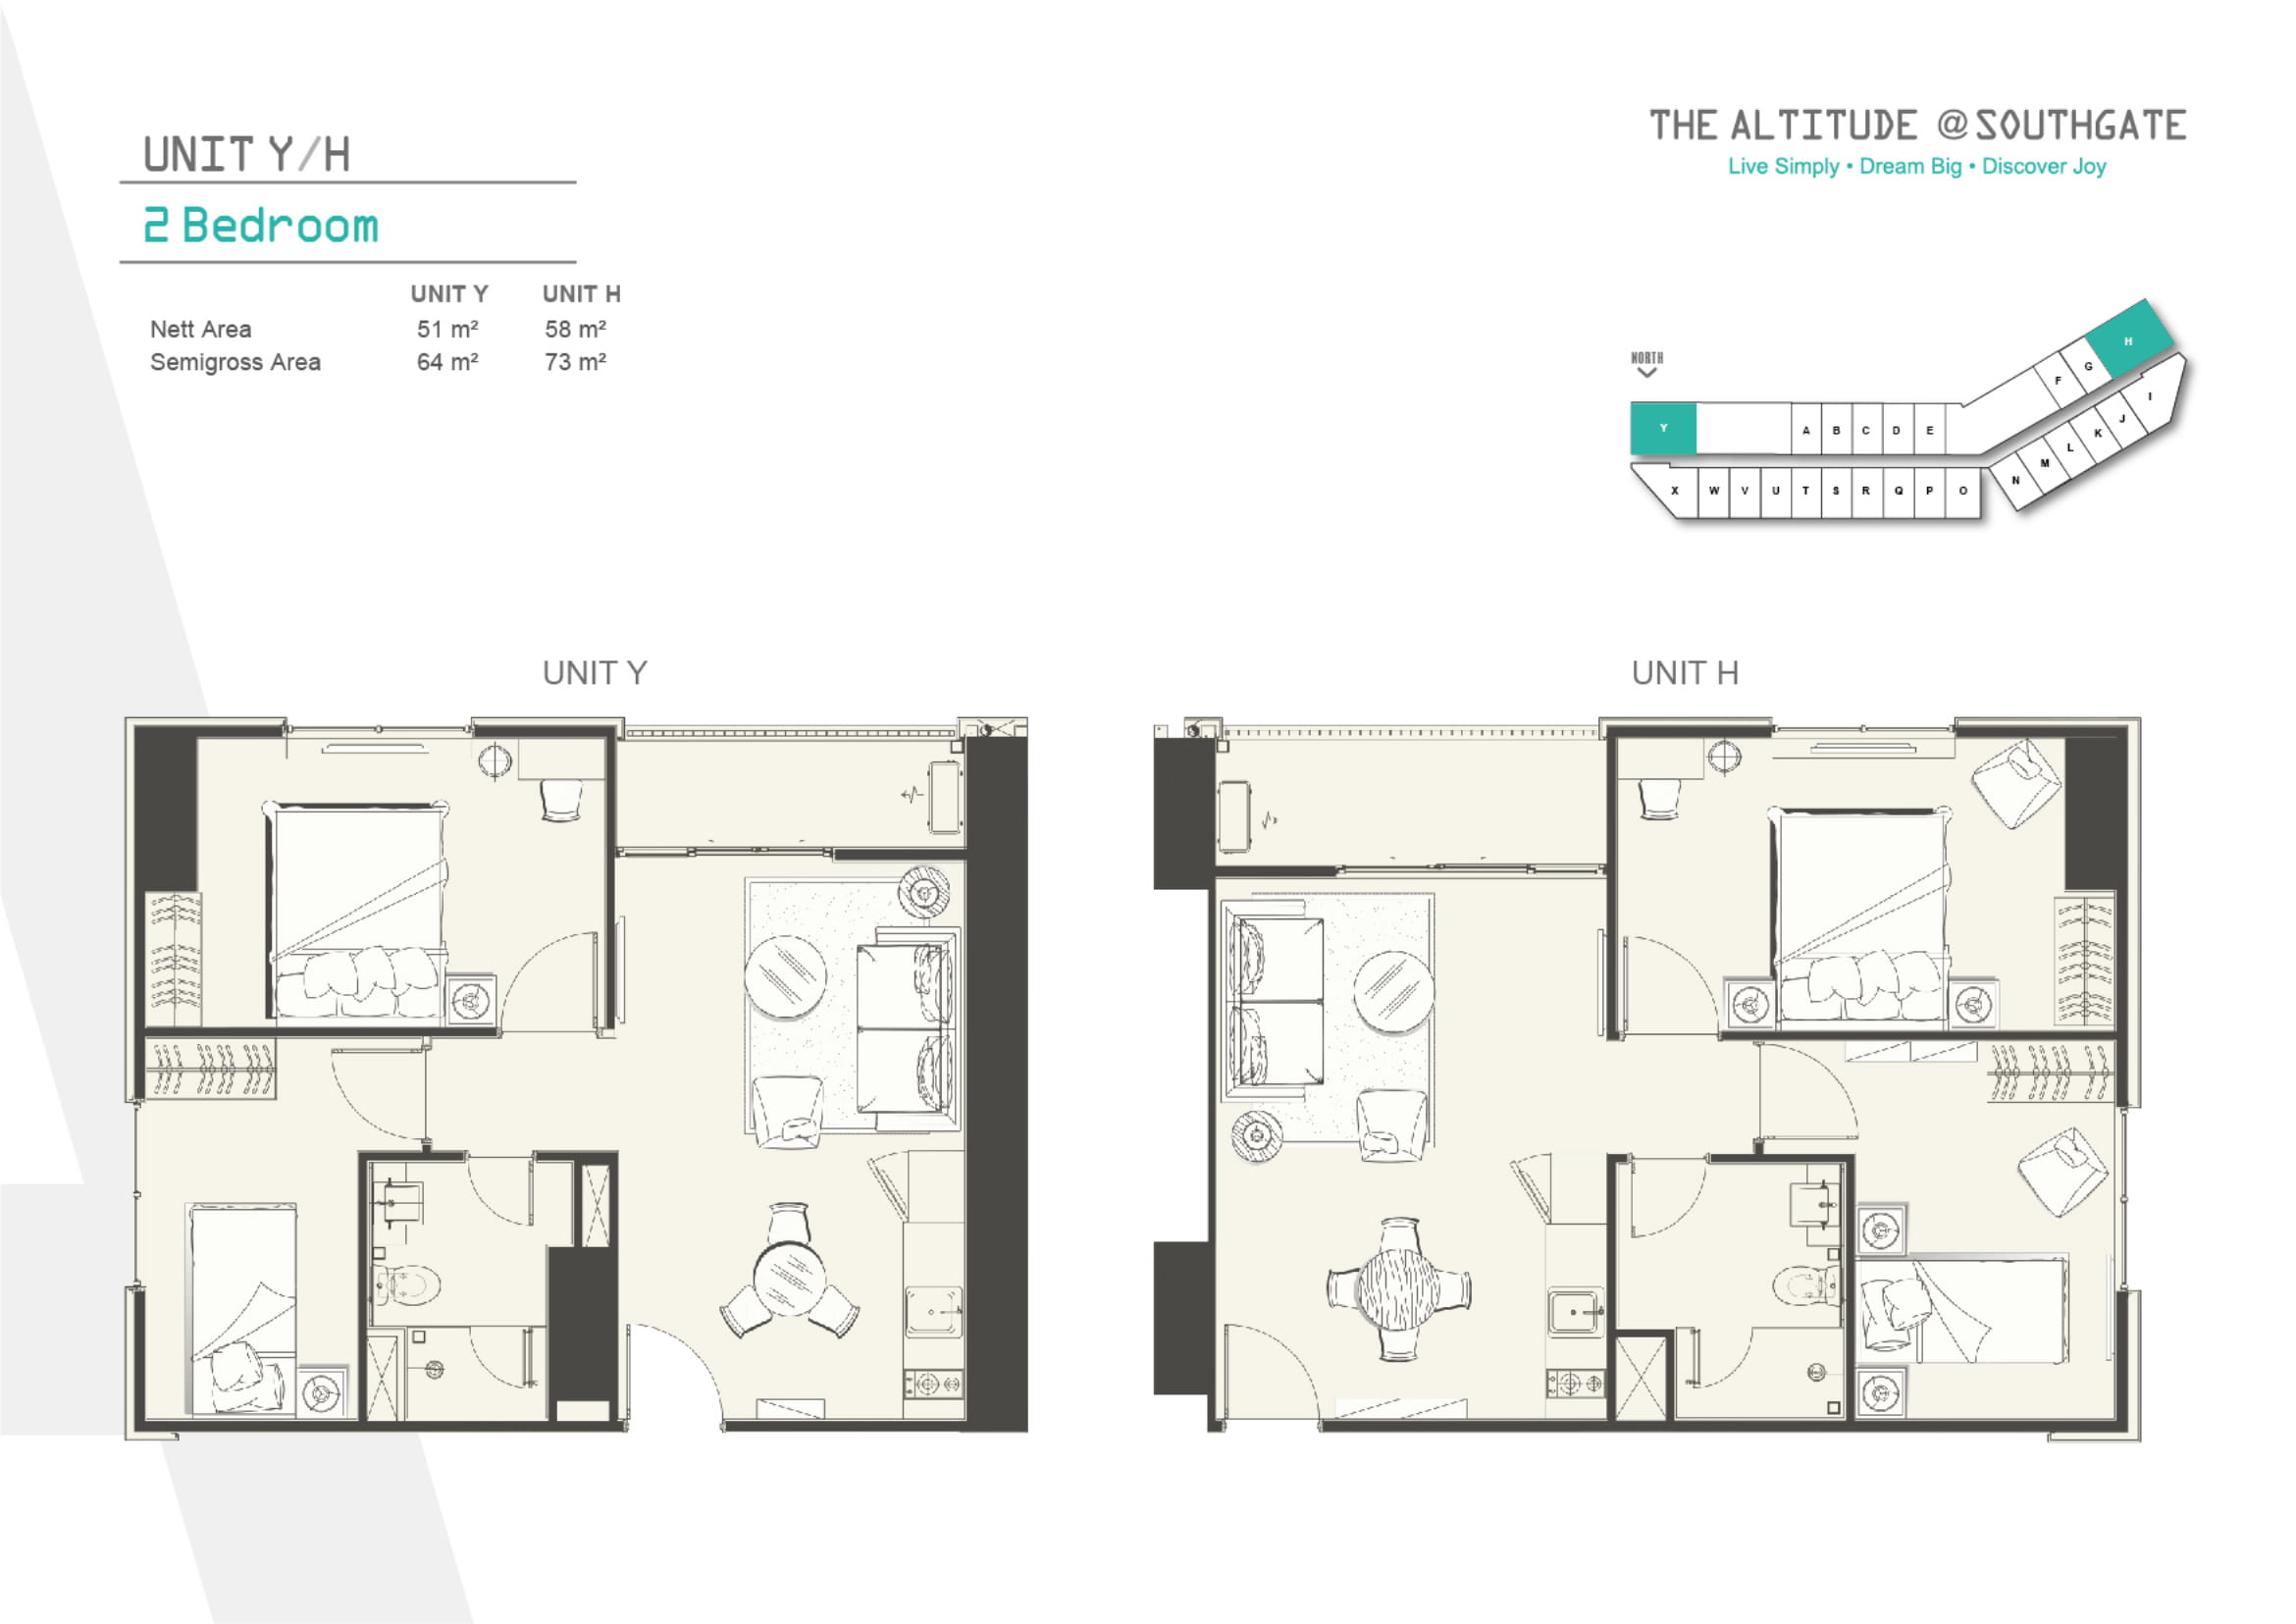 UNIT Y/H
THE ALTITUDE @ SOUTHGATE
Live Simply • Dream Big • Discover Joy
2 Bedroom
UNIT Y UNIT H
Nett Area 51 m² 58 m²
Semigross Area 64 m² 73 m²
NORTH
H
G
F
I
J
K
L
M
N
Y A B C D E
X W V U T S R Q P O
UNIT Y
UNIT H